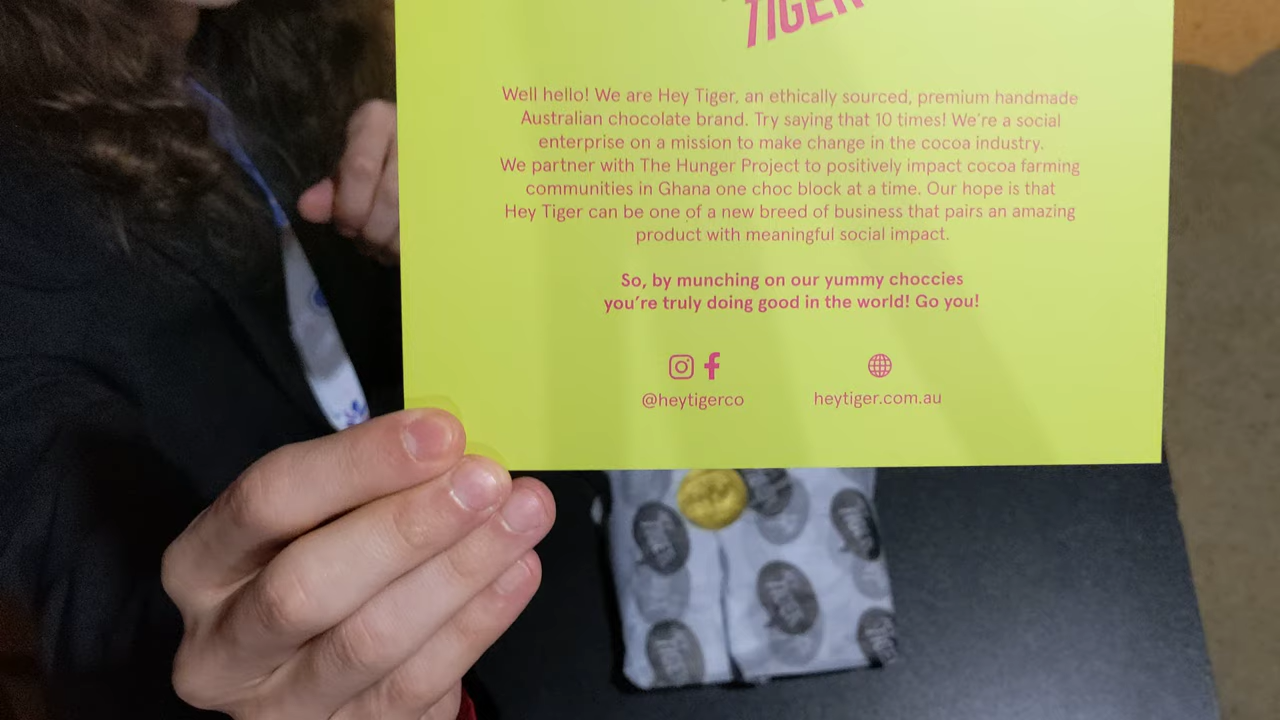 TIGER
Well hello! We are Hey Tiger, an ethically sourced, premium handmade
Australian chocolate brand. Try saying that 10 times! We're a social
enterprise on a mission to make change in the cocoa industry.
We partner with The Hunger Project to positively impact cocoa farming
communities in Ghana one choc block at a time. Our hope is that
Hey Tiger can be one of a new breed of business that pairs an amazing
product with meaningful social impact.
So, by munching on our yummy choccies
you're truly doing good in the world! Go you!
@heytigerco
heytiger.com.au